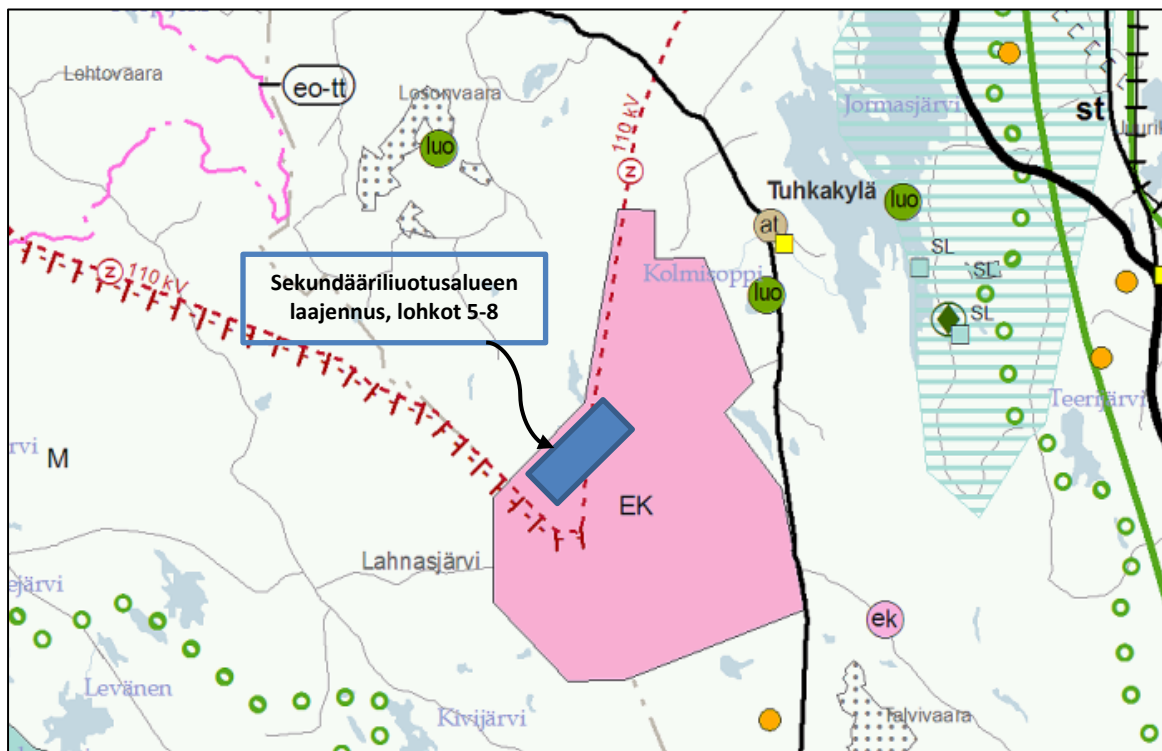 Lehtovaara
eo-tt
Losonvaara
luo
110 kV
z
Jormasjärvi
st
Tuhkakylä
luo
at
SL
SL
SL
Kolmisoppi
luo
z
110 kV
Sekundääriliuotusalueen
laajennus, lohkot 5-8
Teerijärvi
M
EK
Lahnasjärvi
ek
Levänen
Kivijärvi
Talvivaara